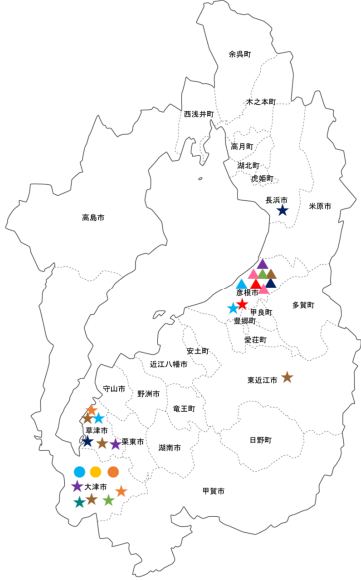 余呉町
木之本町
西浅井町
高月町
湖北町
虎姫町
長浜市
米原市
高島市
彦根市
多賀町
甲良町
豊郷町
愛荘町
安土町
近江八幡市
東近江市
守山市
野洲市
竜王町
草津市
栗東市
湖南市
日野町
大津市
甲賀市